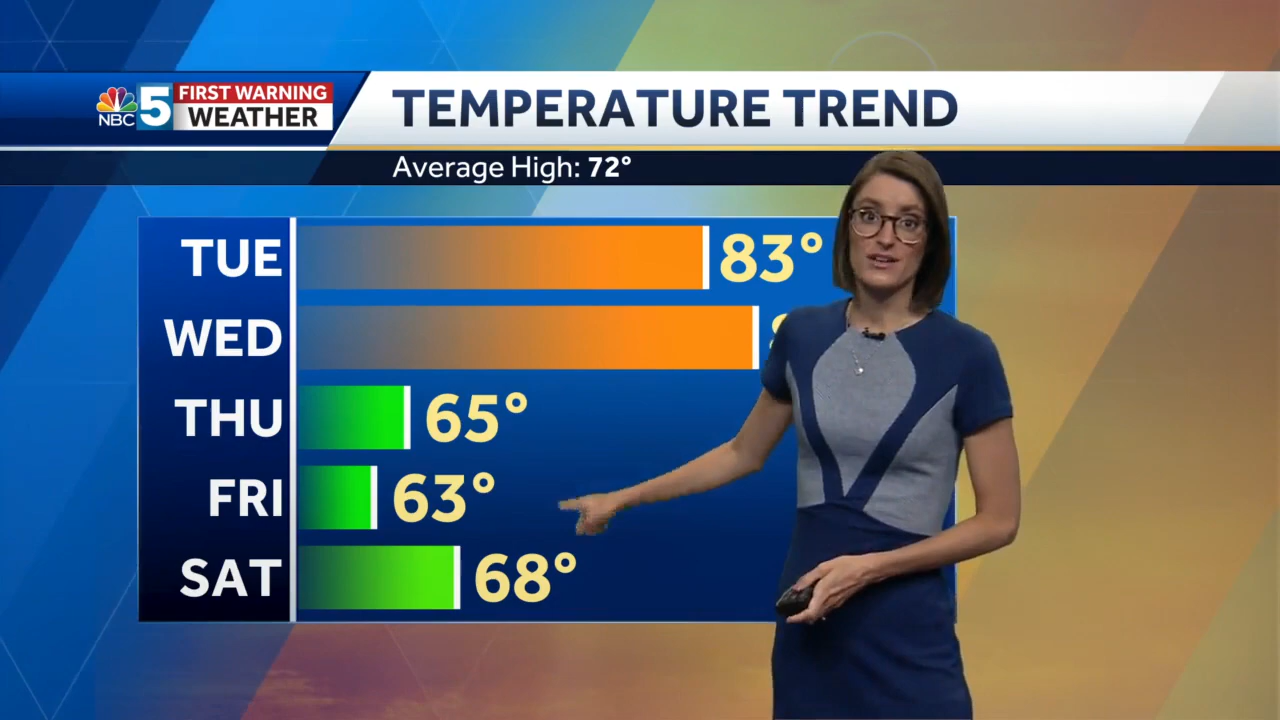 NBC 5 FIRST WARNING
WEATHER
TEMPERATURE TREND
Average High: 72°
TUE 83°
WED
THU 65°
FRI 63°
SAT 68°